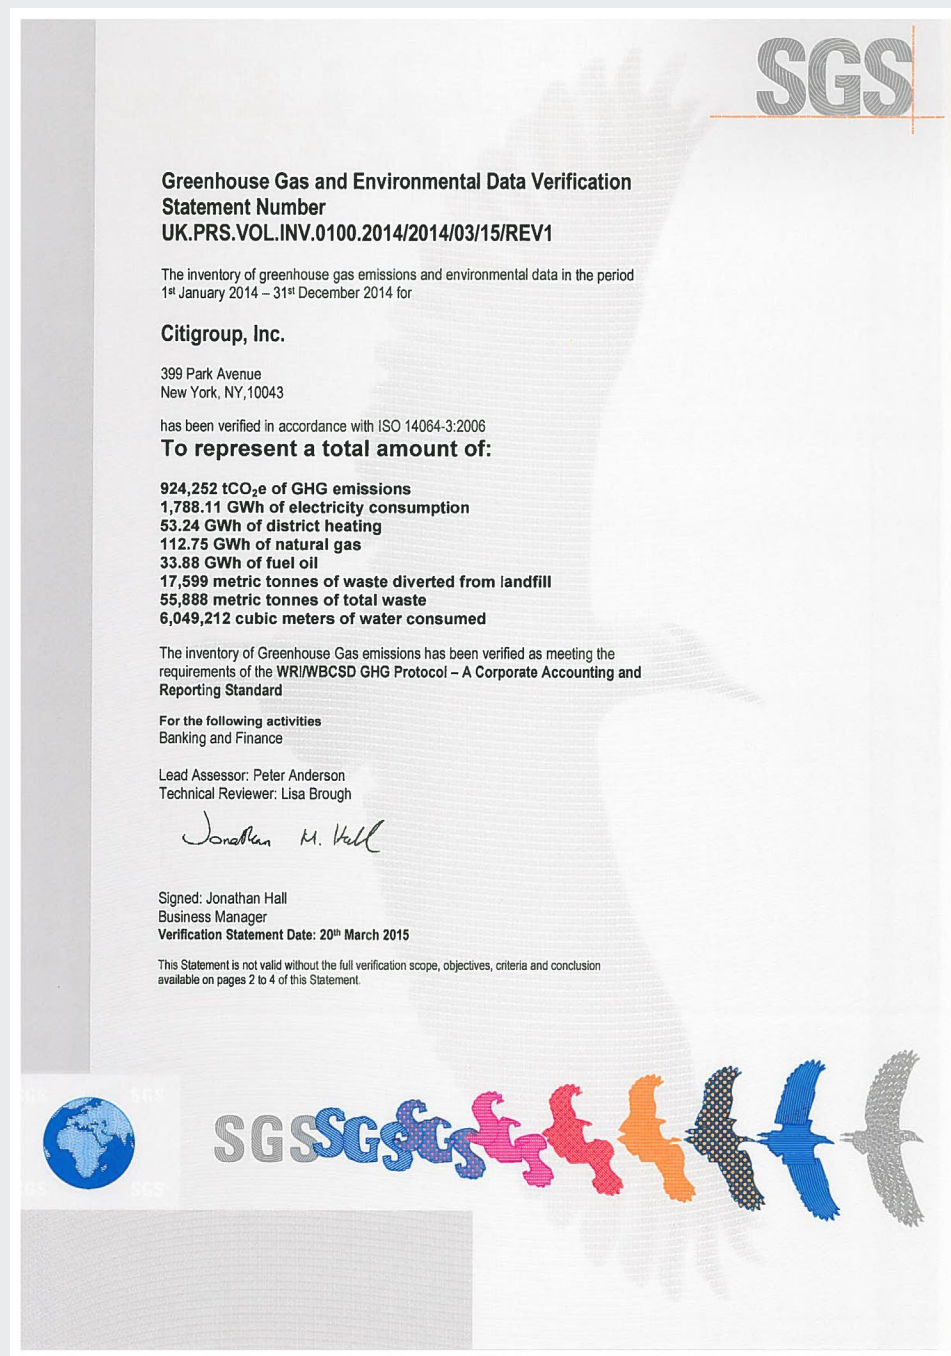 SGS
Greenhouse Gas and Environmental Data Verification
Statement Number
UK.PRS.VOL.INV.0100.2014/2014/03/15/REV1
The inventory of greenhouse gas emissions and environmental data in the period
1st January 2014 – 31st December 2014 for
Citigroup, Inc.
399 Park Avenue
New York, NY,10043
has been verified in accordance with ISO 14064-3:2006
To represent a total amount of:
924,252 tCO2e of GHG emissions
1,788.11 GWh of electricity consumption
53.24 GWh of district heating
112.75 GWh of natural gas
33.88 GWh of fuel oil
17,599 metric tonnes of waste diverted from landfill
55,888 metric tonnes of total waste
6,049,212 cubic meters of water consumed
The inventory of Greenhouse Gas emissions has been verified as meeting the
requirements of the WRI/WBCSD GHG Protocol – A Corporate Accounting and
Reporting Standard
For the following activities
Banking and Finance
Lead Assessor: Peter Anderson
Technical Reviewer: Lisa Brough
Jonathan M. Hall
Signed: Jonathan Hall
Business Manager
Verification Statement Date: 20th March 2015
This Statement is not valid without the full verification scope, objectives, criteria and conclusion
available on pages 2 to 4 of this Statement.
SGS
SGS SGS SGS
SGS SGS